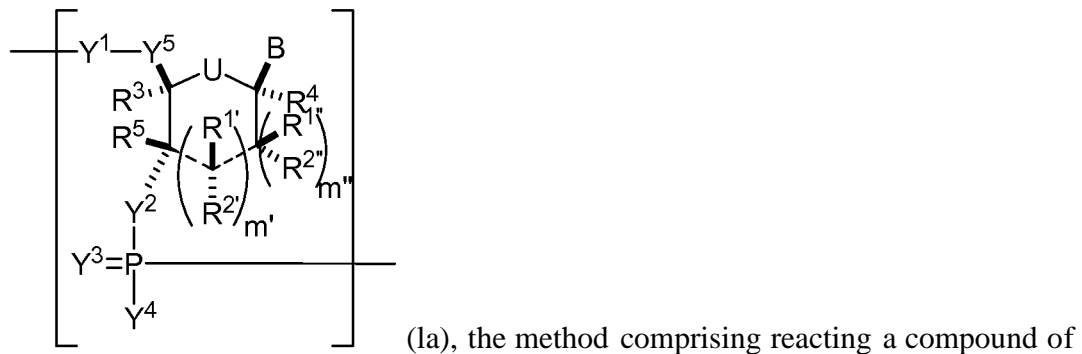 Y¹ Y⁵ B
U
R³ R⁴
R⁵ R¹' R¹"
R²"
m"
Y² R²' m'
Y³=P
Y⁴
(la), the method comprising reacting a compound of